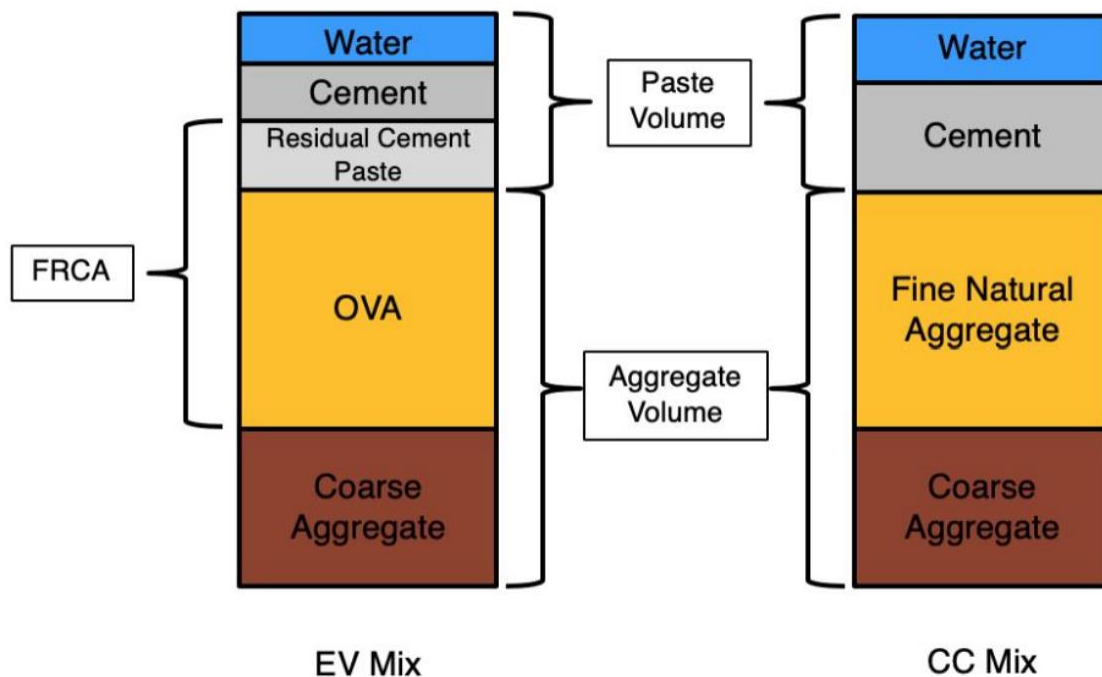 Water
Cement
Residual Cement
Paste
OVA
Coarse
Aggregate
EV Mix
FRCA
Paste
Volume
Aggregate
Volume
Water
Cement
Fine Natural
Aggregate
Coarse
Aggregate
CC Mix